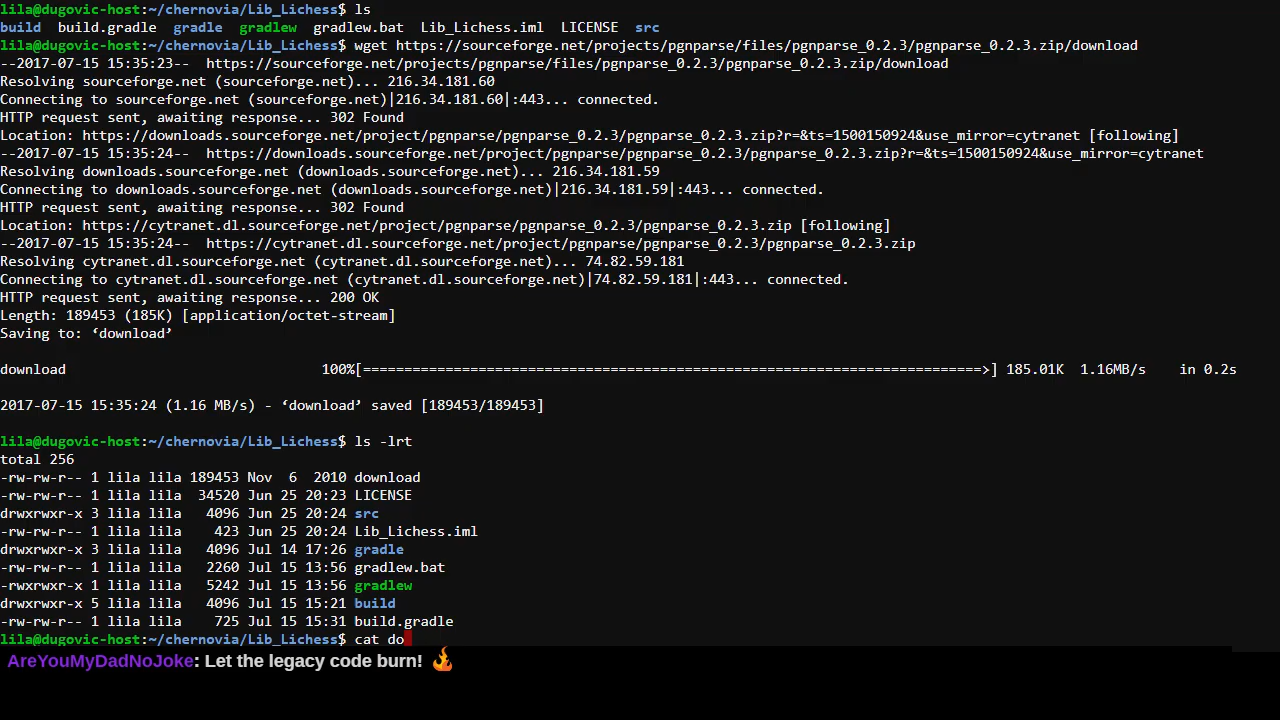 lila@dugovic-host:~/chernovia/Lib_Lichess$ ls
build  build.gradle  gradle  gradlew  gradlew.bat  Lib_Lichess.iml  LICENSE  src
lila@dugovic-host:~/chernovia/Lib_Lichess$ wget https://sourceforge.net/projects/pgnparse/files/pgnparse_0.2.3/pgnparse_0.2.3.zip/download
--2017-07-15 15:35:23--  https://sourceforge.net/projects/pgnparse/files/pgnparse_0.2.3/pgnparse_0.2.3.zip/download
Resolving sourceforge.net (sourceforge.net)... 216.34.181.60
Connecting to sourceforge.net (sourceforge.net)|216.34.181.60|:443... connected.
HTTP request sent, awaiting response... 302 Found
Location: https://downloads.sourceforge.net/project/pgnparse/pgnparse_0.2.3/pgnparse_0.2.3.zip?r=&ts=1500150924&use_mirror=cytranet [following]
--2017-07-15 15:35:24--  https://downloads.sourceforge.net/project/pgnparse/pgnparse_0.2.3/pgnparse_0.2.3.zip?r=&ts=1500150924&use_mirror=cytranet
Resolving downloads.sourceforge.net (downloads.sourceforge.net)... 216.34.181.59
Connecting to downloads.sourceforge.net (downloads.sourceforge.net)|216.34.181.59|:443... connected.
HTTP request sent, awaiting response... 302 Found
Location: https://cytranet.dl.sourceforge.net/project/pgnparse/pgnparse_0.2.3/pgnparse_0.2.3.zip [following]
--2017-07-15 15:35:24--  https://cytranet.dl.sourceforge.net/project/pgnparse/pgnparse_0.2.3/pgnparse_0.2.3.zip
Resolving cytranet.dl.sourceforge.net (cytranet.dl.sourceforge.net)... 74.82.59.181
Connecting to cytranet.dl.sourceforge.net (cytranet.dl.sourceforge.net)|74.82.59.181|:443... connected.
HTTP request sent, awaiting response... 200 OK
Length: 189453 (185K) [application/octet-stream]
Saving to: ‘download’
download 100%[===========================================================================>] 185.01K  1.16MB/s    in 0.2s
2017-07-15 15:35:24 (1.16 MB/s) - ‘download’ saved [189453/189453]
lila@dugovic-host:~/chernovia/Lib_Lichess$ ls -lrt
total 256
-rw-rw-r-- 1 lila lila 189453 Nov  6  2010 download
-rw-rw-r-- 1 lila lila  34520 Jun 25 20:23 LICENSE
drwxrwxr-x 3 lila lila   4096 Jun 25 20:24 src
-rw-rw-r-- 1 lila lila    423 Jun 25 20:24 Lib_Lichess.iml
drwxrwxr-x 3 lila lila   4096 Jul 14 17:26 gradle
-rw-rw-r-- 1 lila lila   2260 Jul 15 13:56 gradlew.bat
-rwxrwxr-x 1 lila lila   5242 Jul 15 13:56 gradlew
drwxrwxr-x 5 lila lila   4096 Jul 15 15:21 build
-rw-rw-r-- 1 lila lila    725 Jul 15 15:31 build.gradle
lila@dugovic-host:~/chernovia/Lib_Lichess$ cat do
AreYouMyDadNoJoke: Let the legacy code burn! 🔥